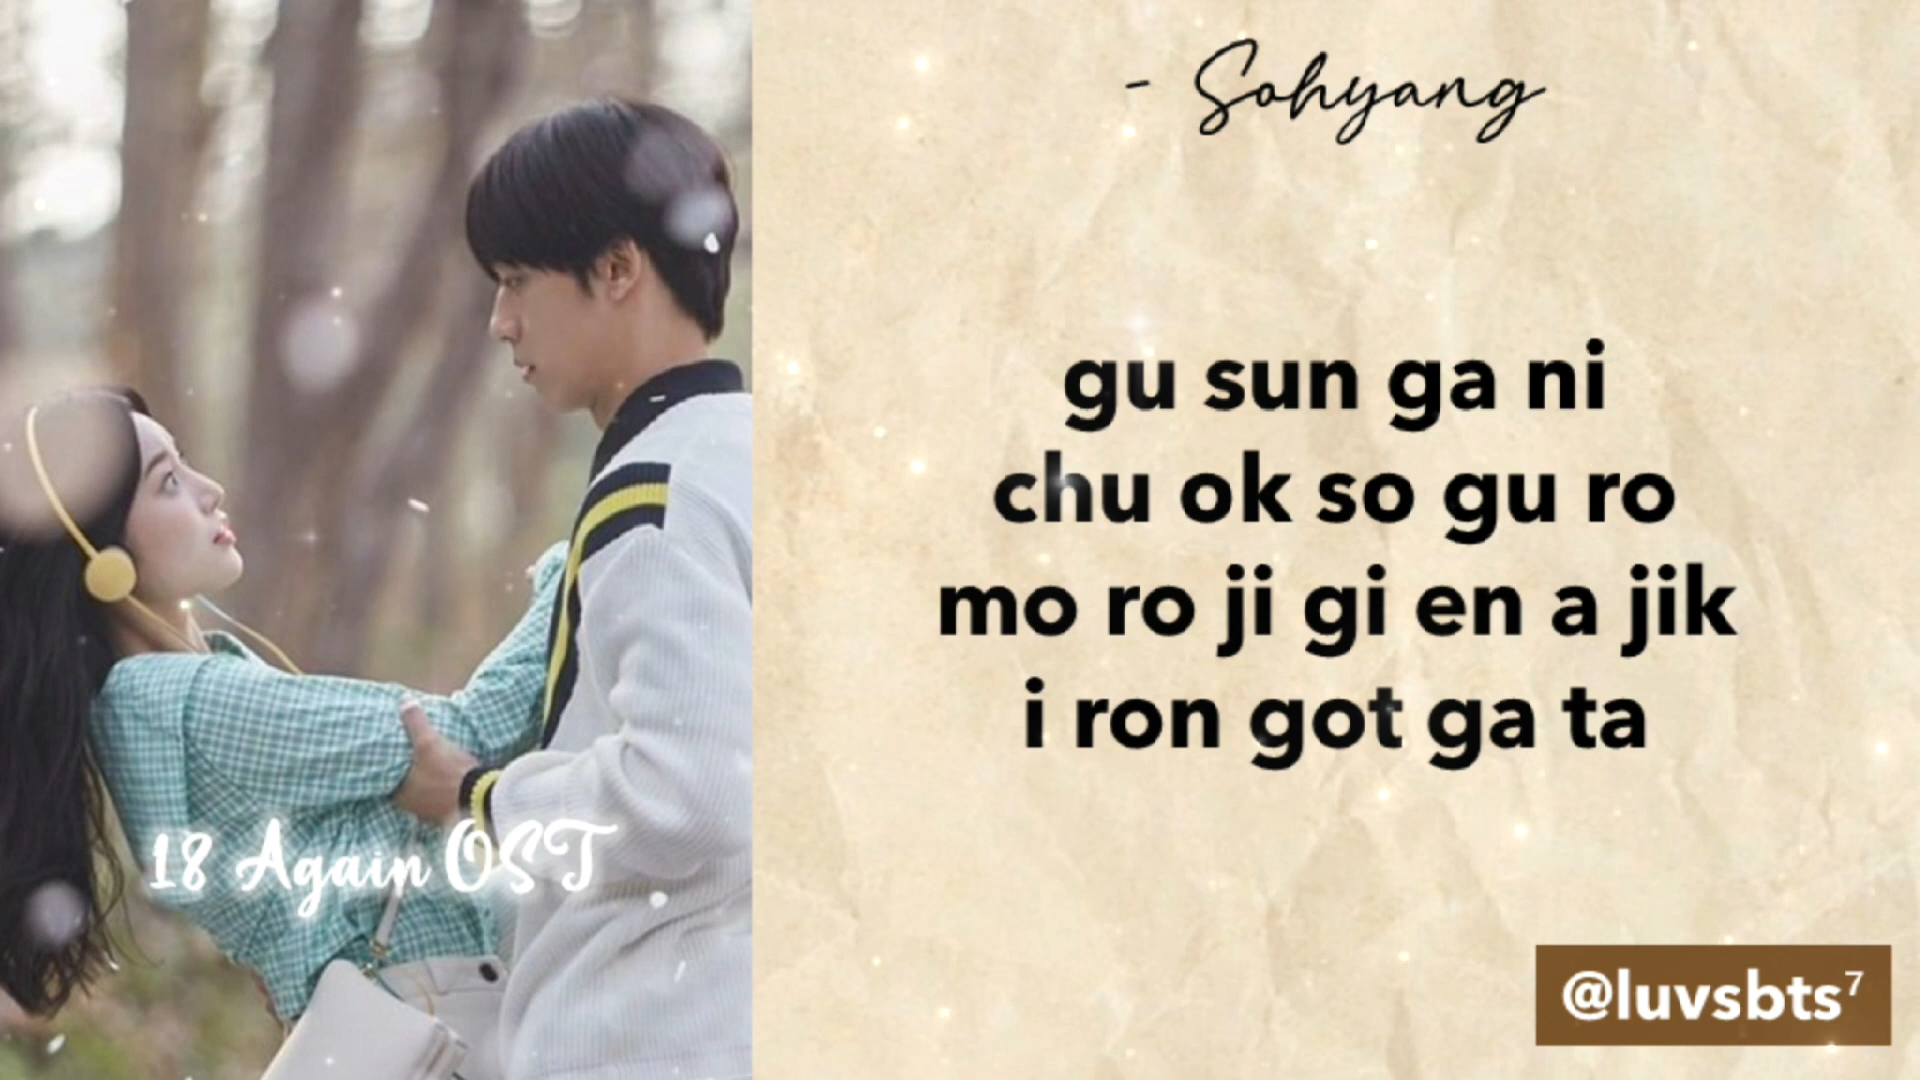 - Sohyang
gu sun ga ni
chu ok so gu ro
mo ro ji gi en a jik
i ron got ga ta
18 Again OST
@luvsbts⁷